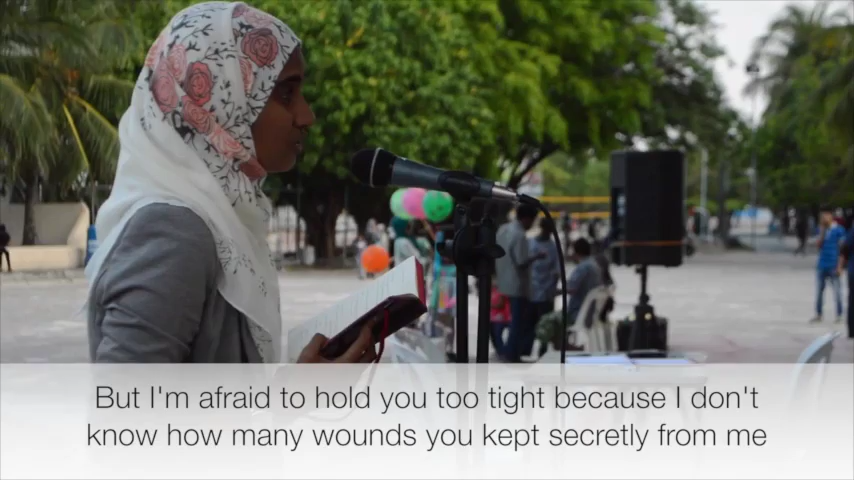 But I'm afraid to hold you too tight because I don't
know how many wounds you kept secretly from me